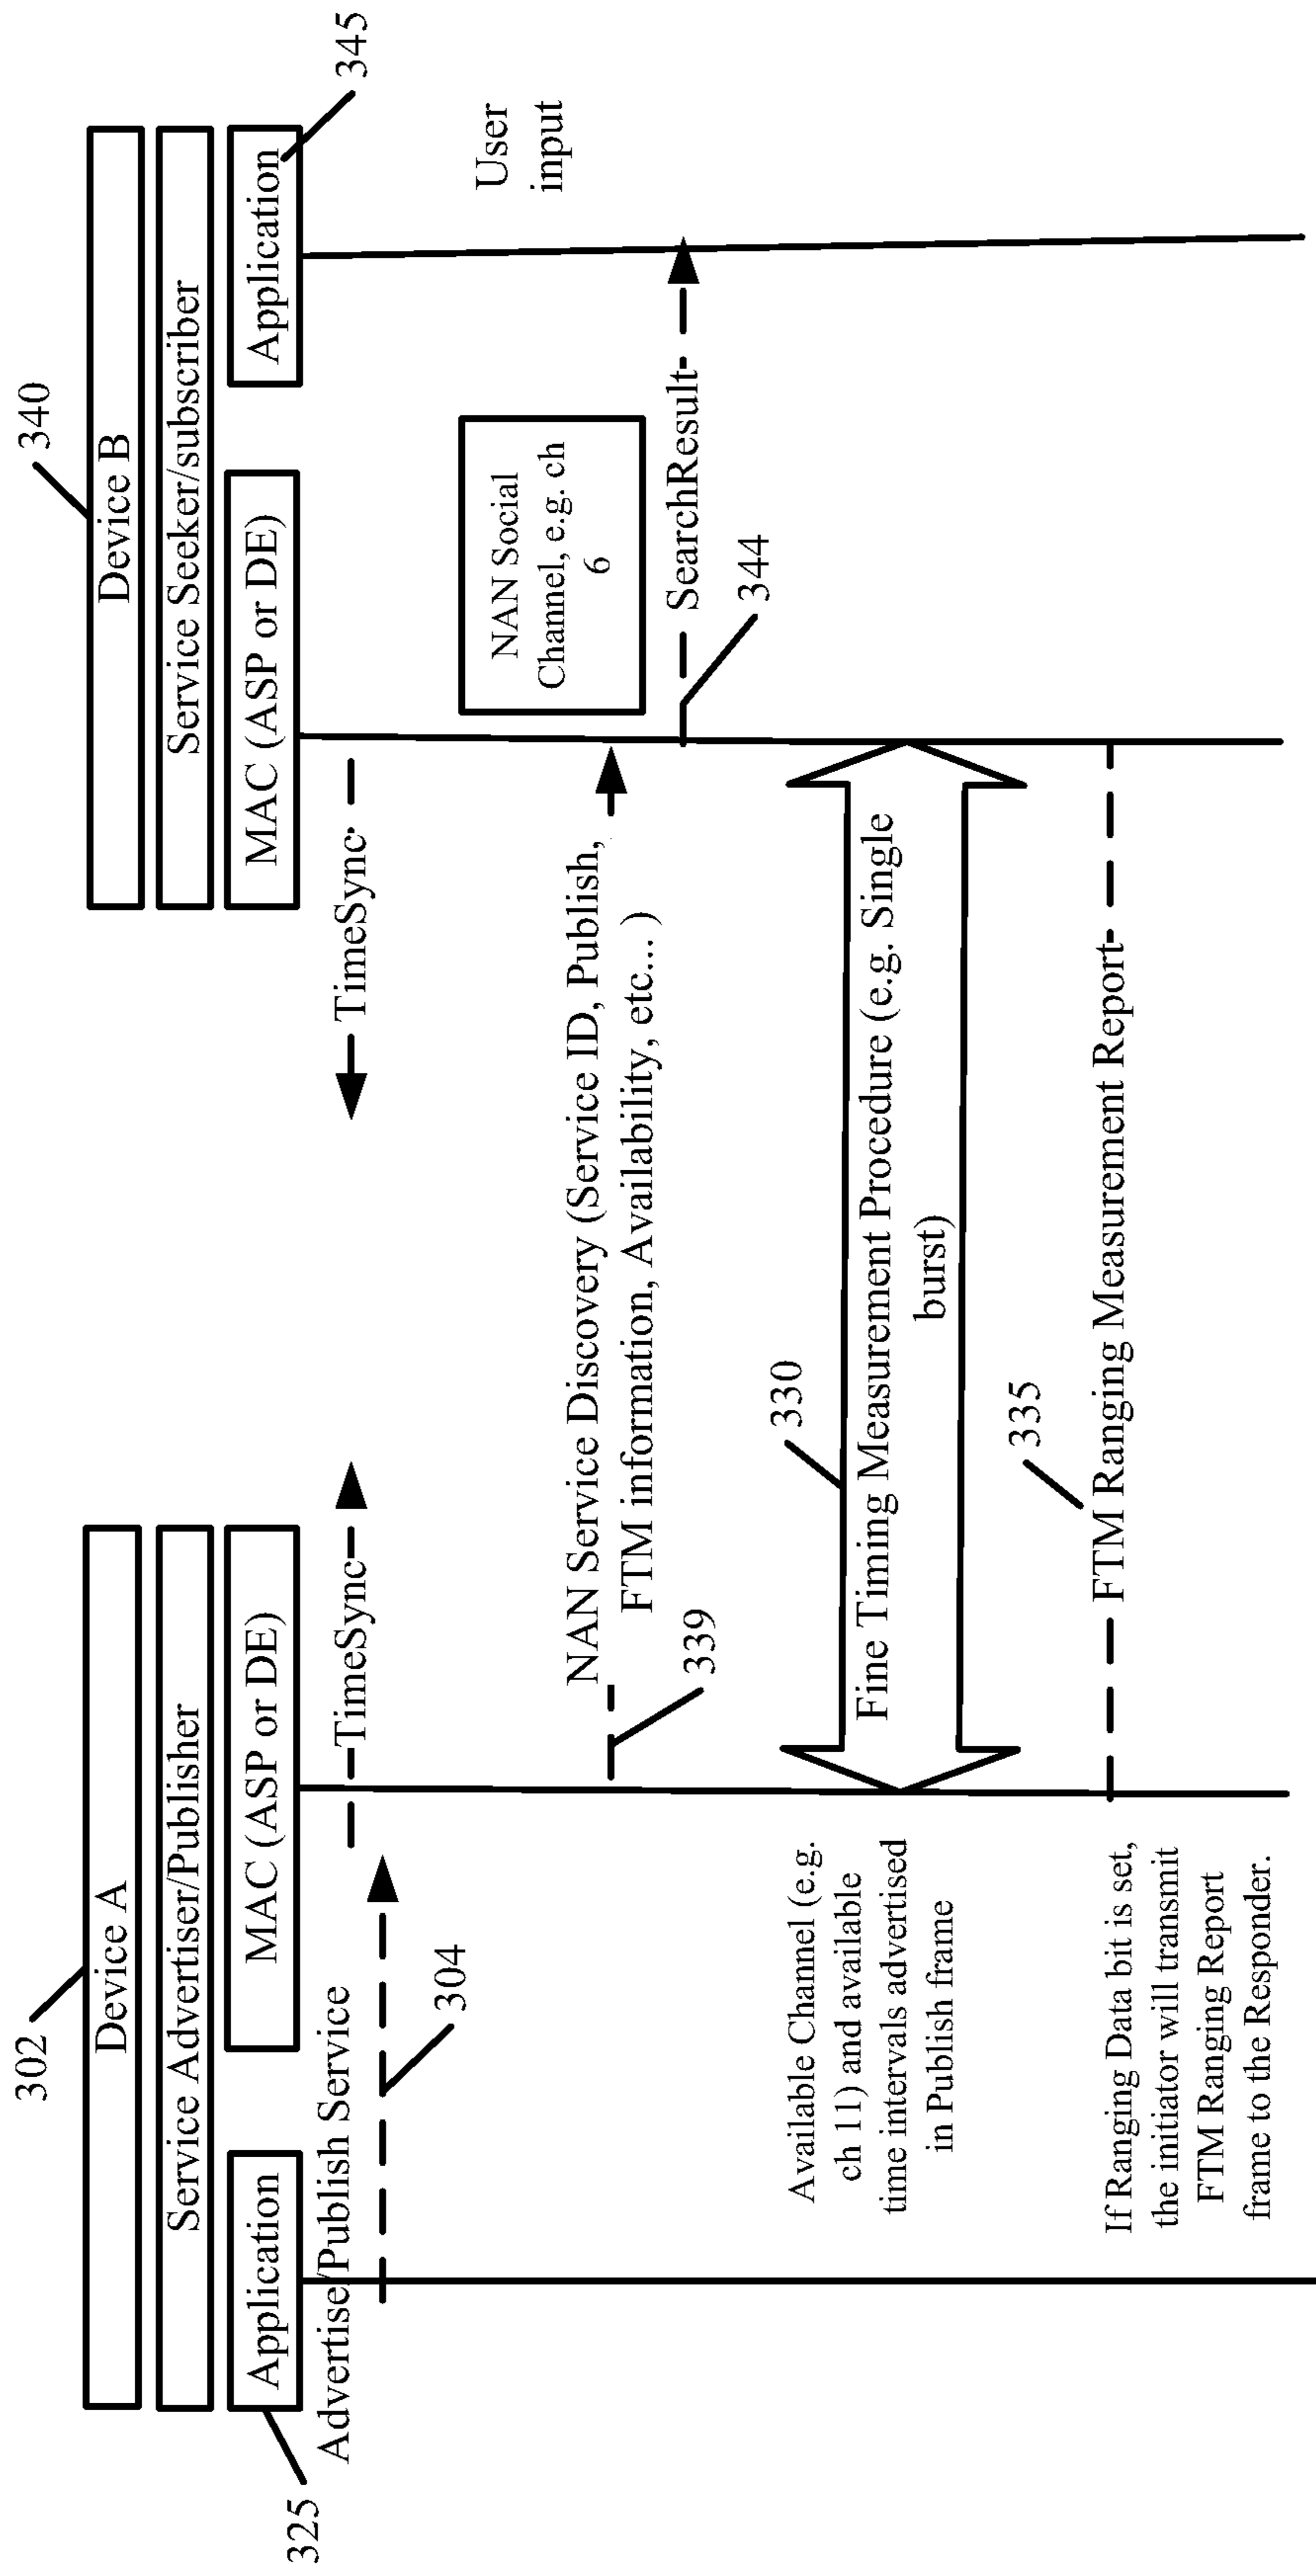 302
340
Device A
Device B
Service Advertiser/Publisher
Service Seeker/subscriber
Application
MAC (ASP or DE)
MAC (ASP or DE)
Application
325
345
Advertise/Publish Service
TimeSync
TimeSync
304
User
input
NAN Social
Channel, e.g. ch
6
NAN Service Discovery (Service ID, Publish,
FTM information, Availability, etc... )
339
SearchResult
344
Available Channel (e.g.
ch 11) and available
time intervals advertised
in Publish frame
330
Fine Timing Measurement Procedure (e.g. Single
burst)
335
FTM Ranging Measurement Report
If Ranging Data bit is set,
the initiator will transmit
FTM Ranging Report
frame to the Responder.